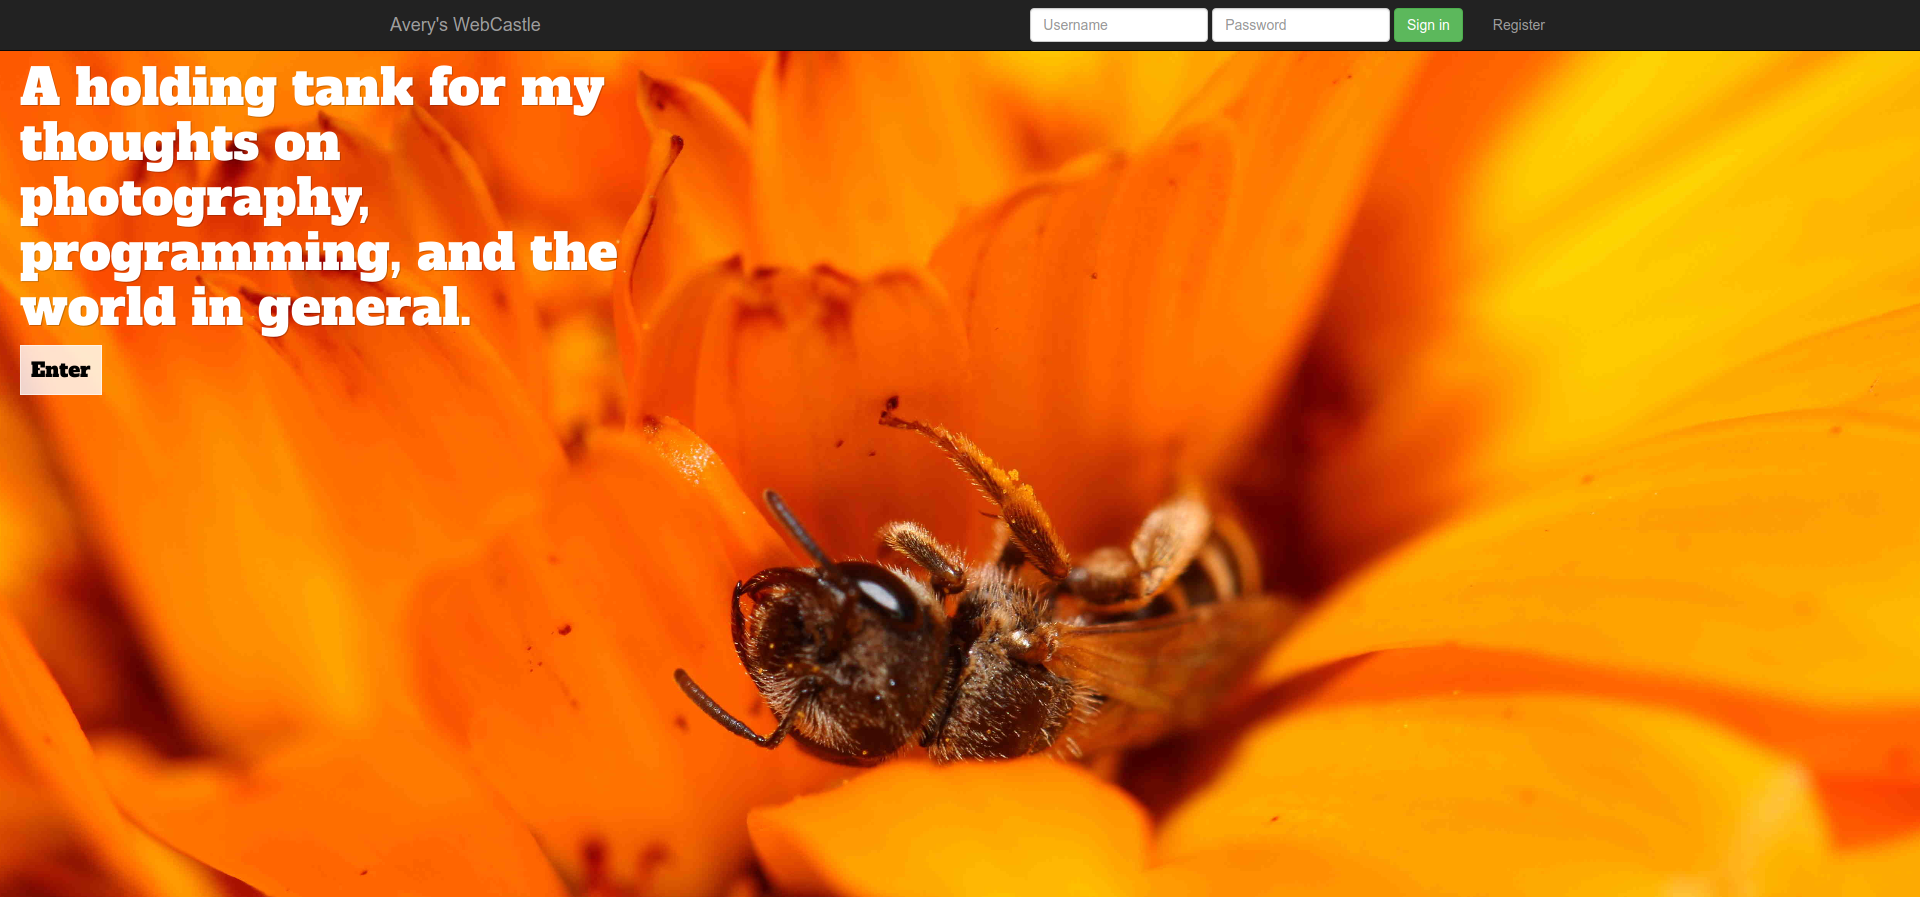 Avery's WebCastle
Username
Password
Sign in
Register
A holding tank for my
thoughts on
photography,
programming, and the
world in general.
Enter